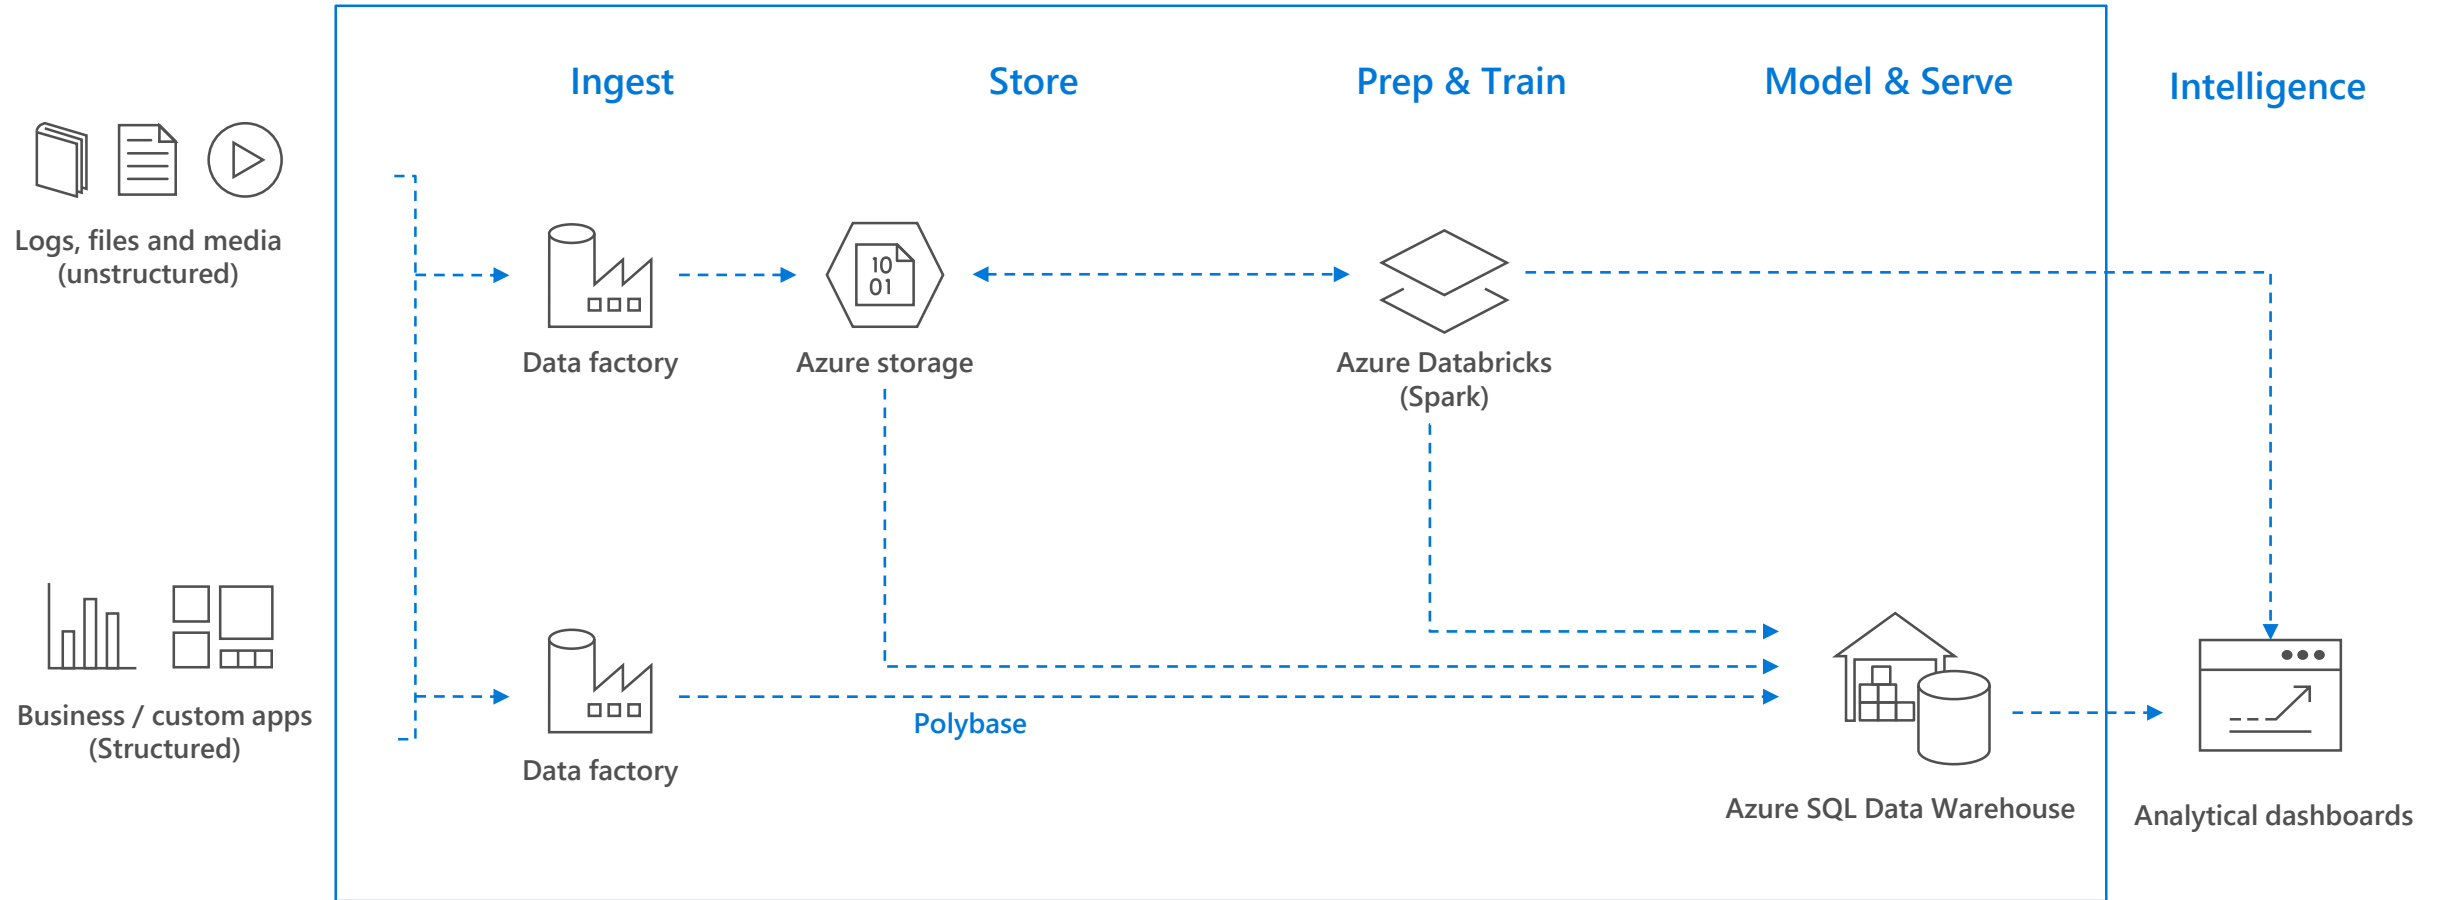 Ingest
Store
Prep & Train
Model & Serve
Intelligence
Logs, files and media
(unstructured)
10
01
Data factory
Azure storage
Azure Databricks
(Spark)
Business / custom apps
(Structured)
Data factory
Polybase
Azure SQL Data Warehouse
Analytical dashboards